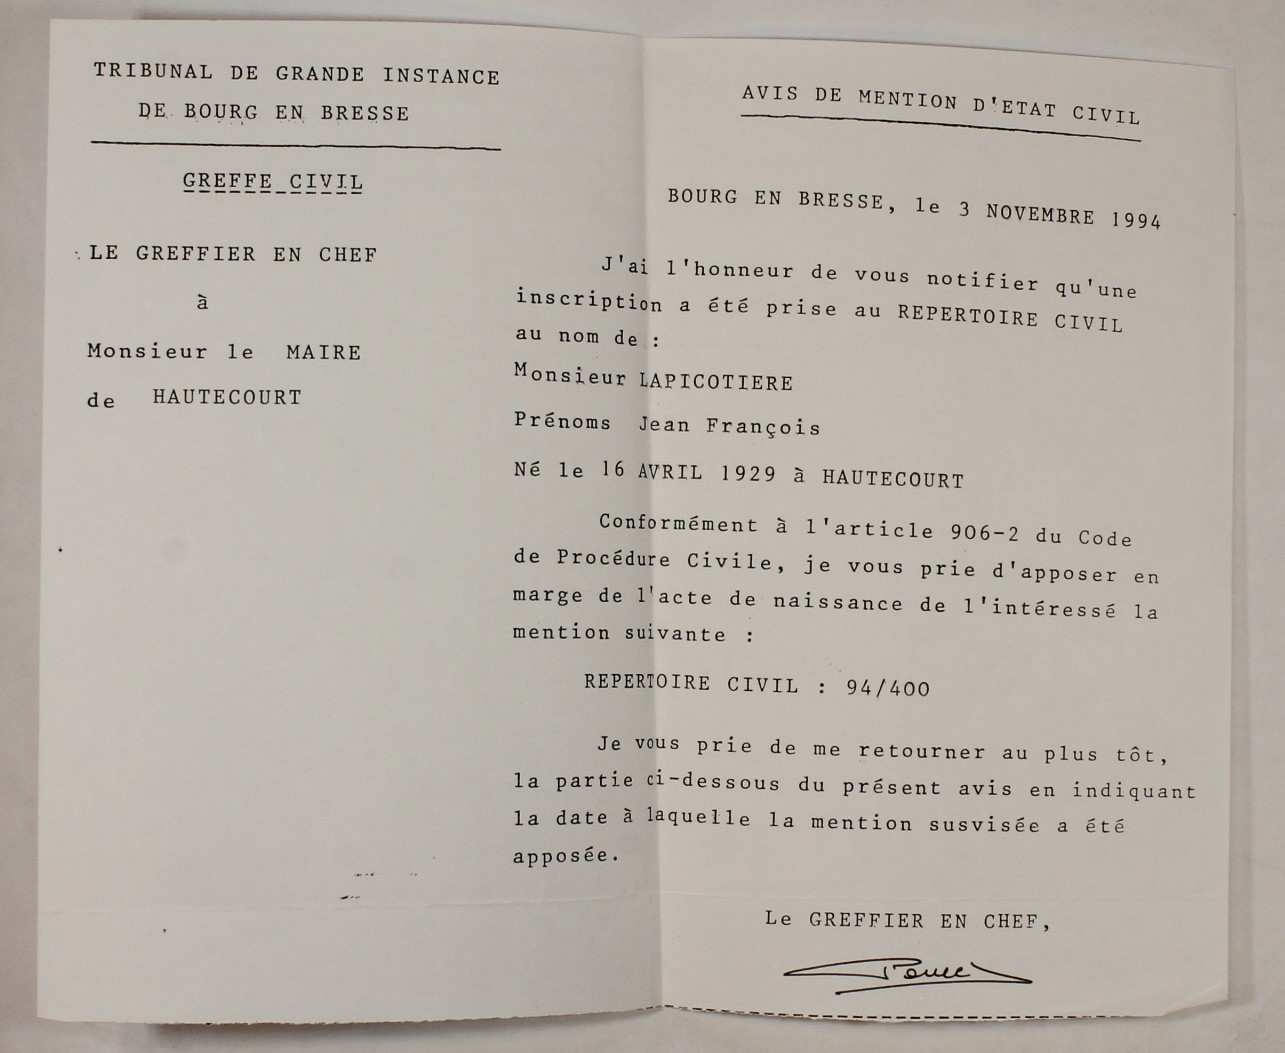 TRIBUNAL DE GRANDE INSTANCE
DE BOURG EN BRESSE
GREFFE CIVIL
LE GREFFIER EN CHEF
à
Monsieur le MAIRE
de HAUTECOURT
AVIS DE MENTION D'ETAT CIVIL
BOURG EN BRESSE, le 3 NOVEMBRE 1994
J'ai l'honneur de vous notifier qu'une
inscription a été prise au REPERTOIRE CIVIL
au nom de :
Monsieur LAPICOTIERE
Prénoms Jean François
Né le 16 AVRIL 1929 à HAUTECOURT
Conformément à l'article 906-2 du Code
de Procédure Civile, je vous prie d'apposer en
marge de l'acte de naissance de l'intéressé la
mention suivante :
REPERTOIRE CIVIL : 94/400
Je vous prie de me retourner au plus tôt,
la partie ci-dessous du présent avis en indiquant
la date à laquelle la mention susvisée a été
apposée.
Le GREFFIER EN CHEF,